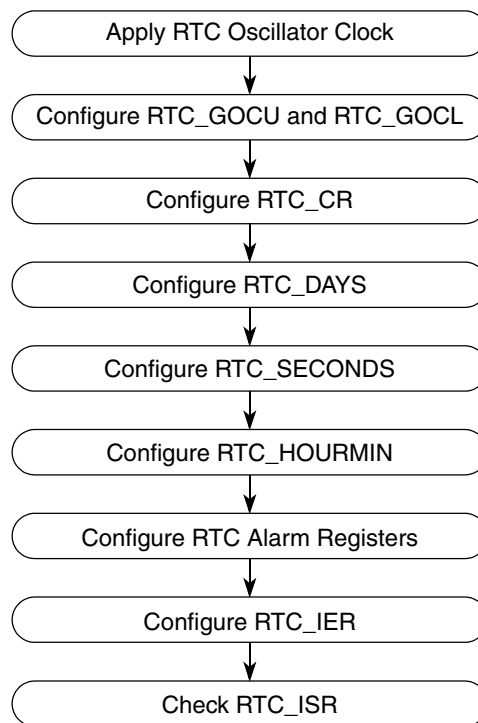 Apply RTC Oscillator Clock
Configure RTC_GOCU and RTC_GOCL
Configure RTC_CR
Configure RTC_DAYS
Configure RTC_SECONDS
Configure RTC_HOURMIN
Configure RTC Alarm Registers
Configure RTC_IER
Check RTC_ISR